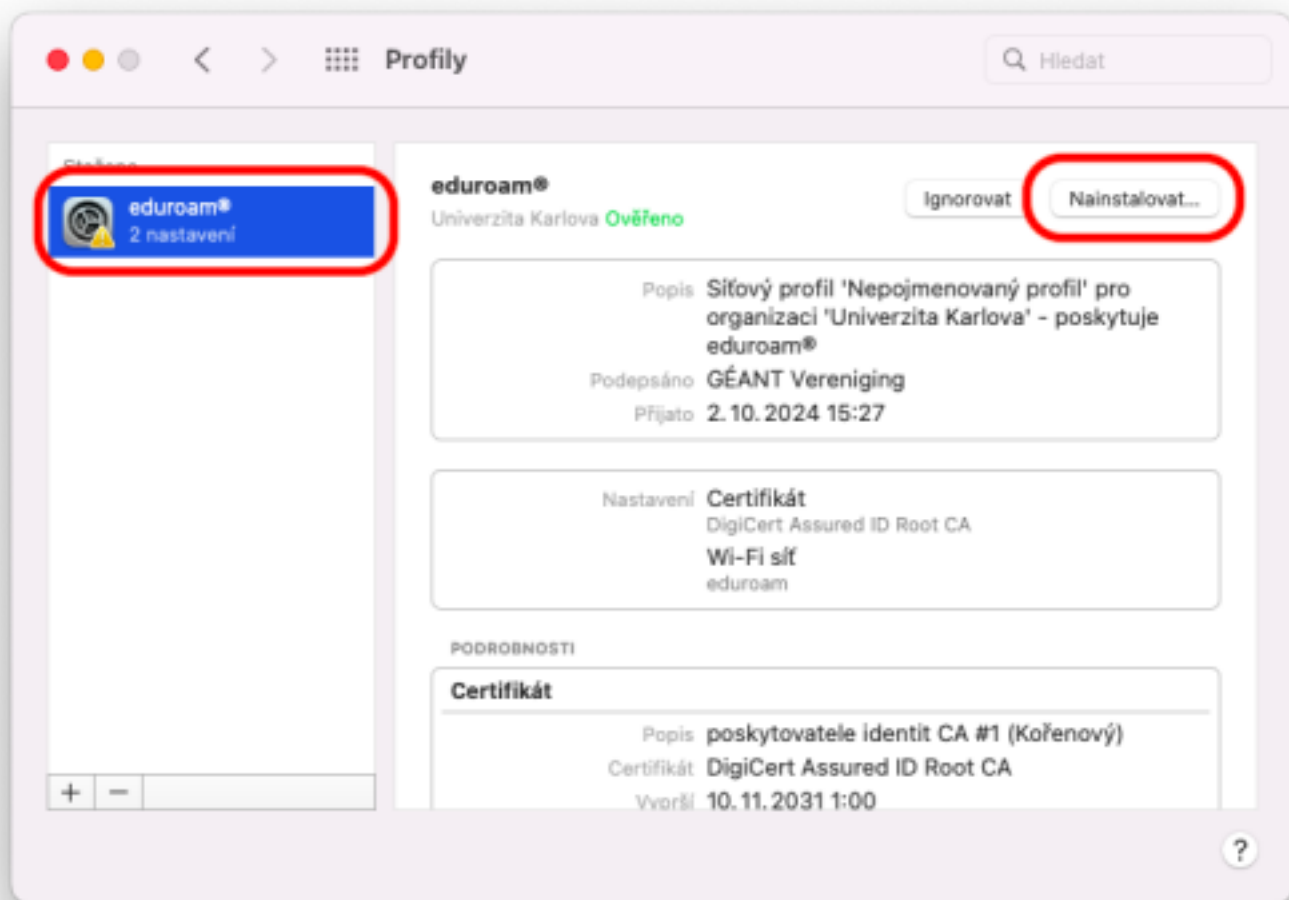 Profily
Hledat
Staženo
eduroam®
2 nastavení
eduroam®
Univerzita Karlova Ověřeno
Ignorovat
Nainstalovat...
Popis Síťový profil 'Nepojmenovaný profil' pro
organizaci 'Univerzita Karlova' - poskytuje
eduroam®
Podepsáno GÉANT Vereniging
Přijato 2. 10. 2024 15:27
Nastavení Certifikát
DigiCert Assured ID Root CA
Wi-Fi síť
eduroam
PODROBNOSTI
Certifikát
Popis poskytovatele identit CA #1 (Kořenový)
Certifikát DigiCert Assured ID Root CA
Vyprší 10. 11. 2031 1:00
+ −
?